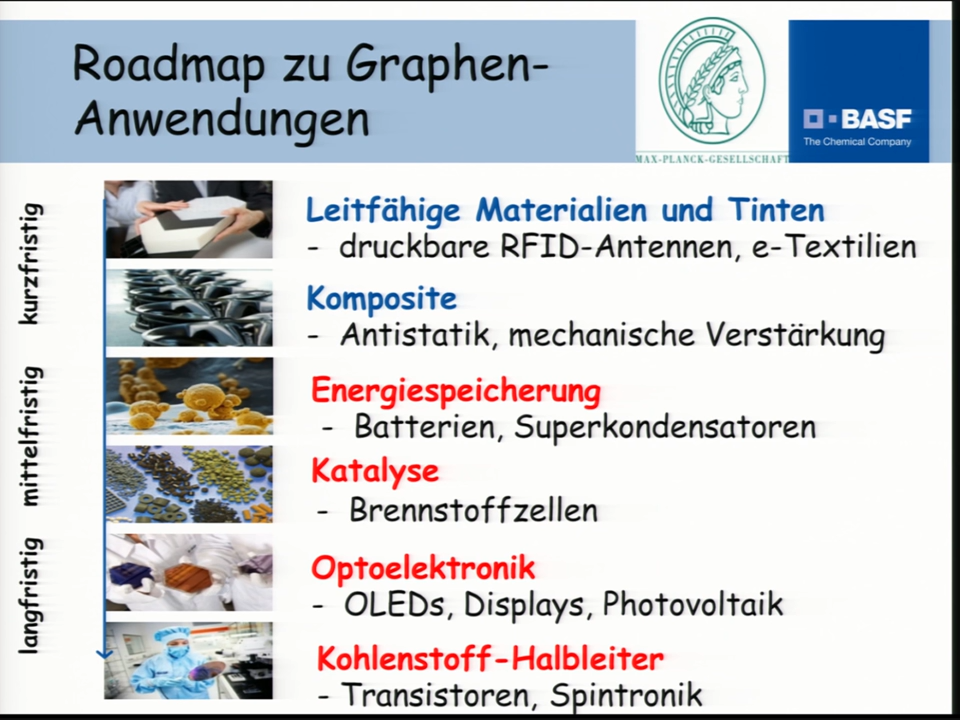 Roadmap zu Graphen-
Anwendungen
MAX-PLANCK-GESELLSCHAFT
BASF
The Chemical Company
kurzfristig
Leitfähige Materialien und Tinten
- druckbare RFID-Antennen, e-Textilien
Komposite
- Antistatik, mechanische Verstärkung
mittelfristig
Energiespeicherung
- Batterien, Superkondensatoren
Katalyse
- Brennstoffzellen
langfristig
Optoelektronik
- OLEDs, Displays, Photovoltaik
Kohlenstoff-Halbleiter
- Transistoren, Spintronik